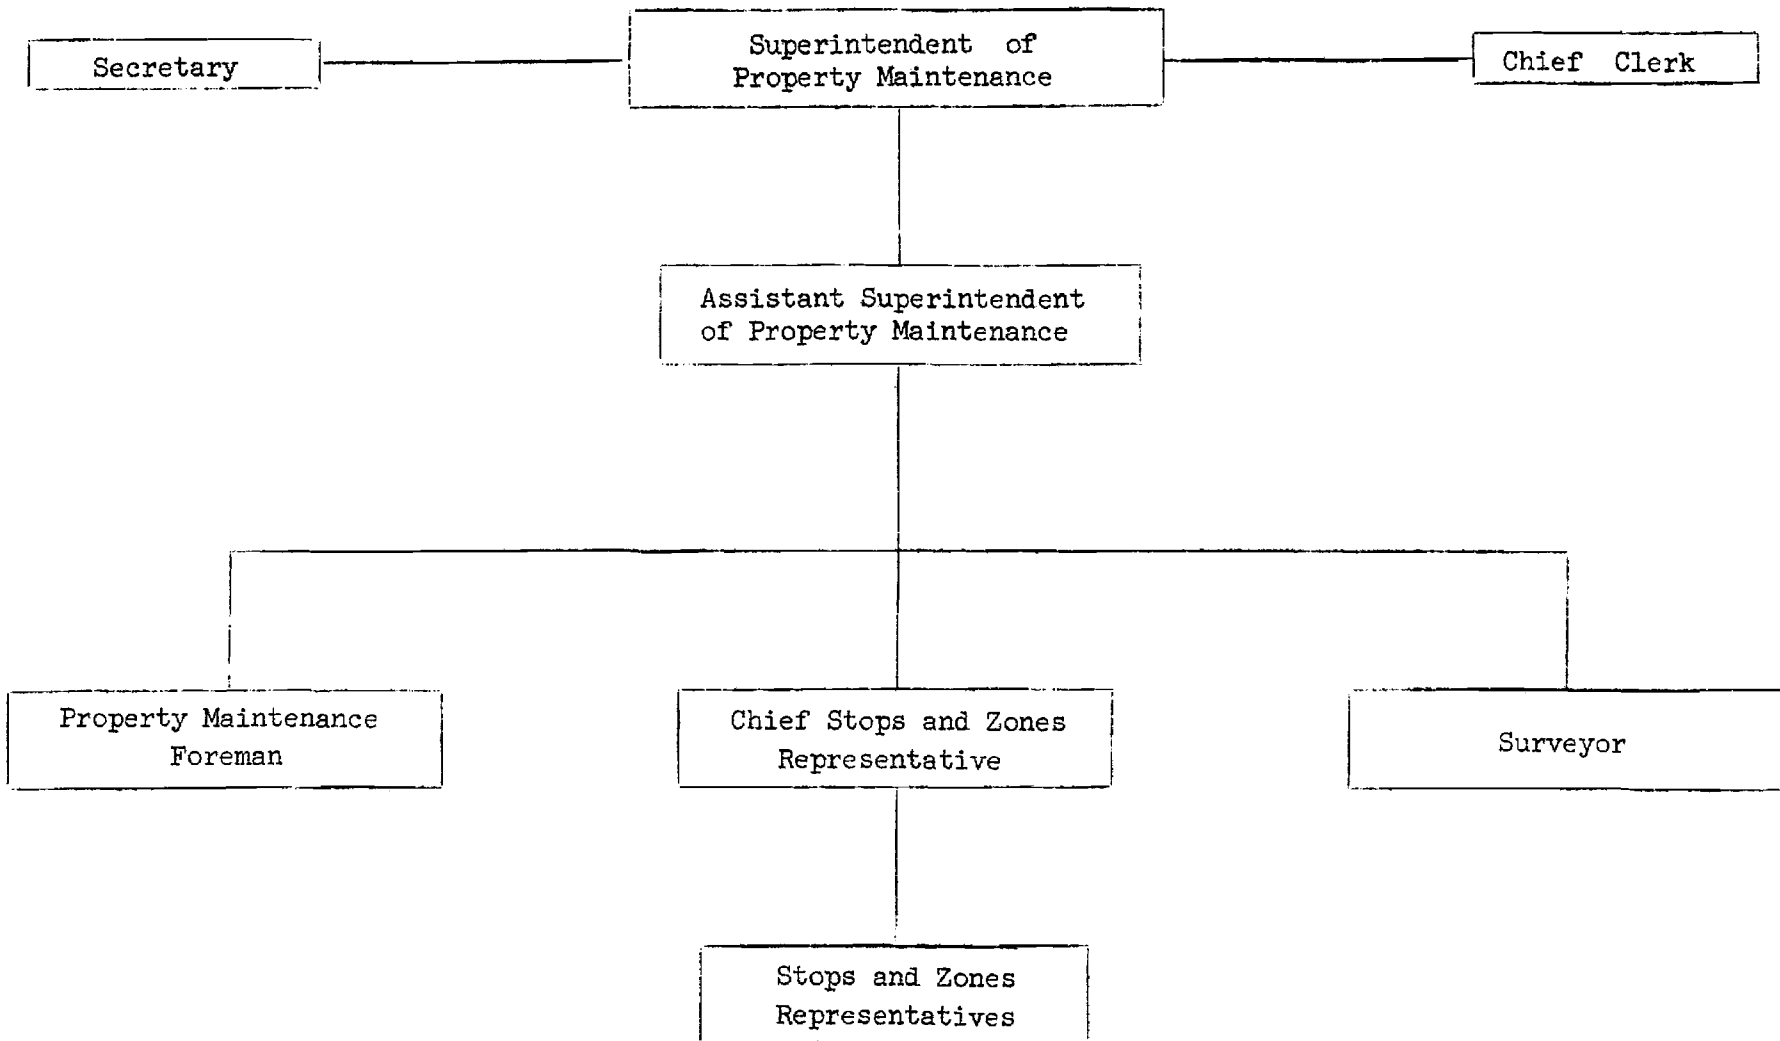 Secretary
Superintendent of
Property Maintenance
Chief Clerk
Assistant Superintendent
of Property Maintenance
Property Maintenance
Foreman
Chief Stops and Zones
Representative
Surveyor
Stops and Zones
Representatives